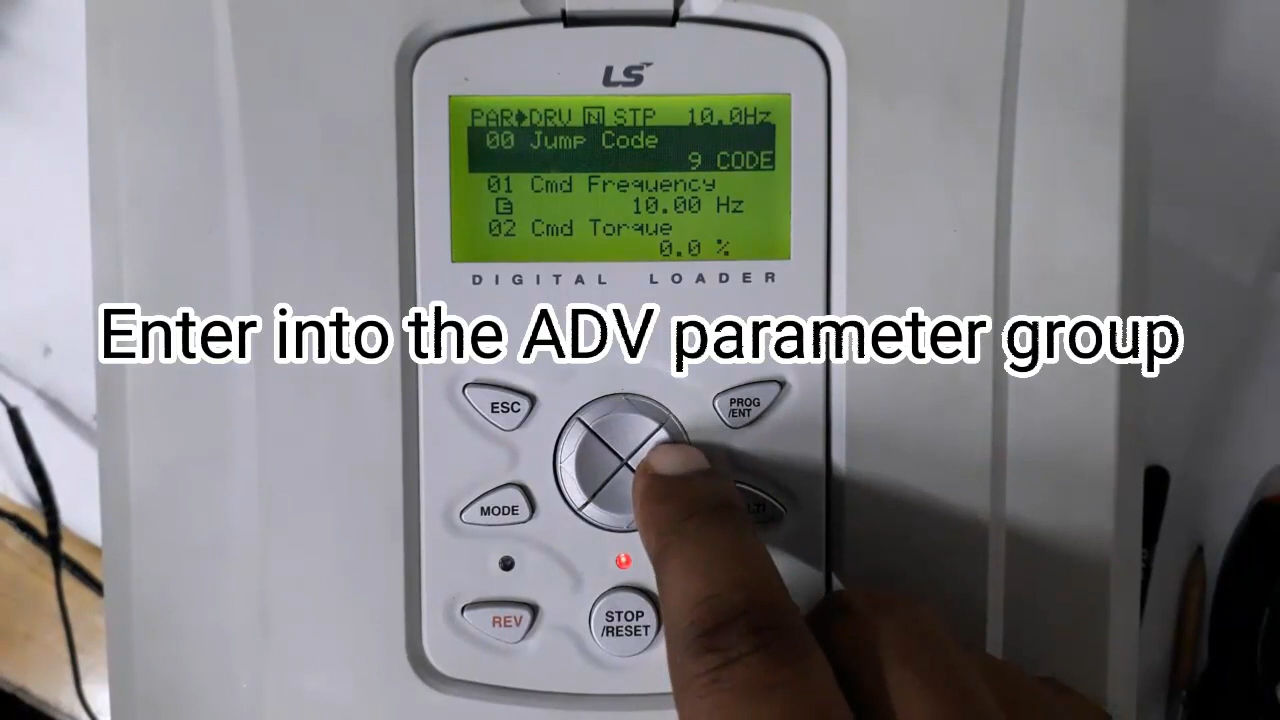 LS
PAR▶DRV N STP 10.0Hz
00 Jump Code
9 CODE
01 Cmd Frequency
E 10.00 Hz
02 Cmd Torque
0.0 %
DIGITAL LOADER
Enter into the ADV parameter group
ESC
PROG
/ENT
MODE
REV
STOP
/RESET